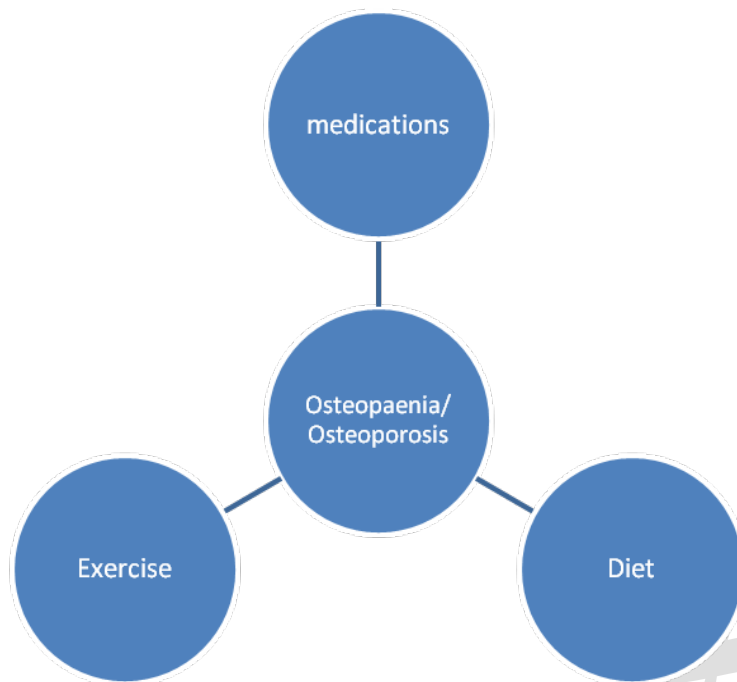 medications
Osteopaenia/
Osteoporosis
Exercise
Diet